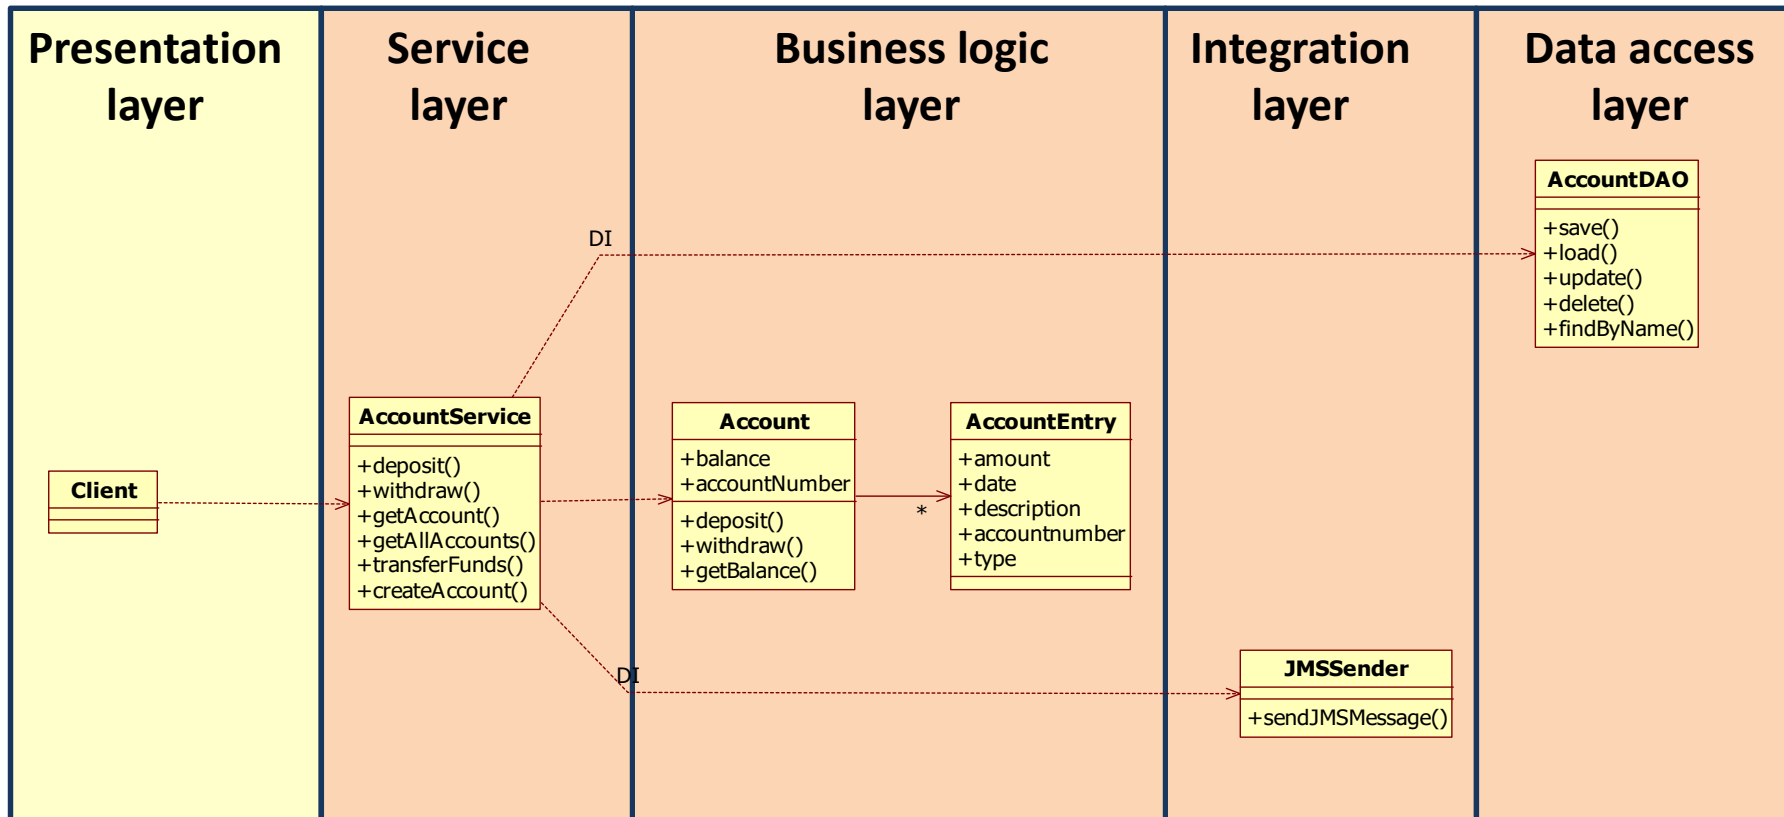 Presentation
layer
Service
layer
Business logic
layer
Integration
layer
Data access
layer
AccountDAO
+save()
+load()
+update()
+delete()
+findByName()
DI
AccountService
+deposit()
+withdraw()
+getAccount()
+getAllAccounts()
+transferFunds()
+createAccount()
Account
+balance
+accountNumber
+deposit()
+withdraw()
+getBalance()
*
AccountEntry
+amount
+date
+description
+accountnumber
+type
Client
DI
JMSSender
+sendJMSMessage()